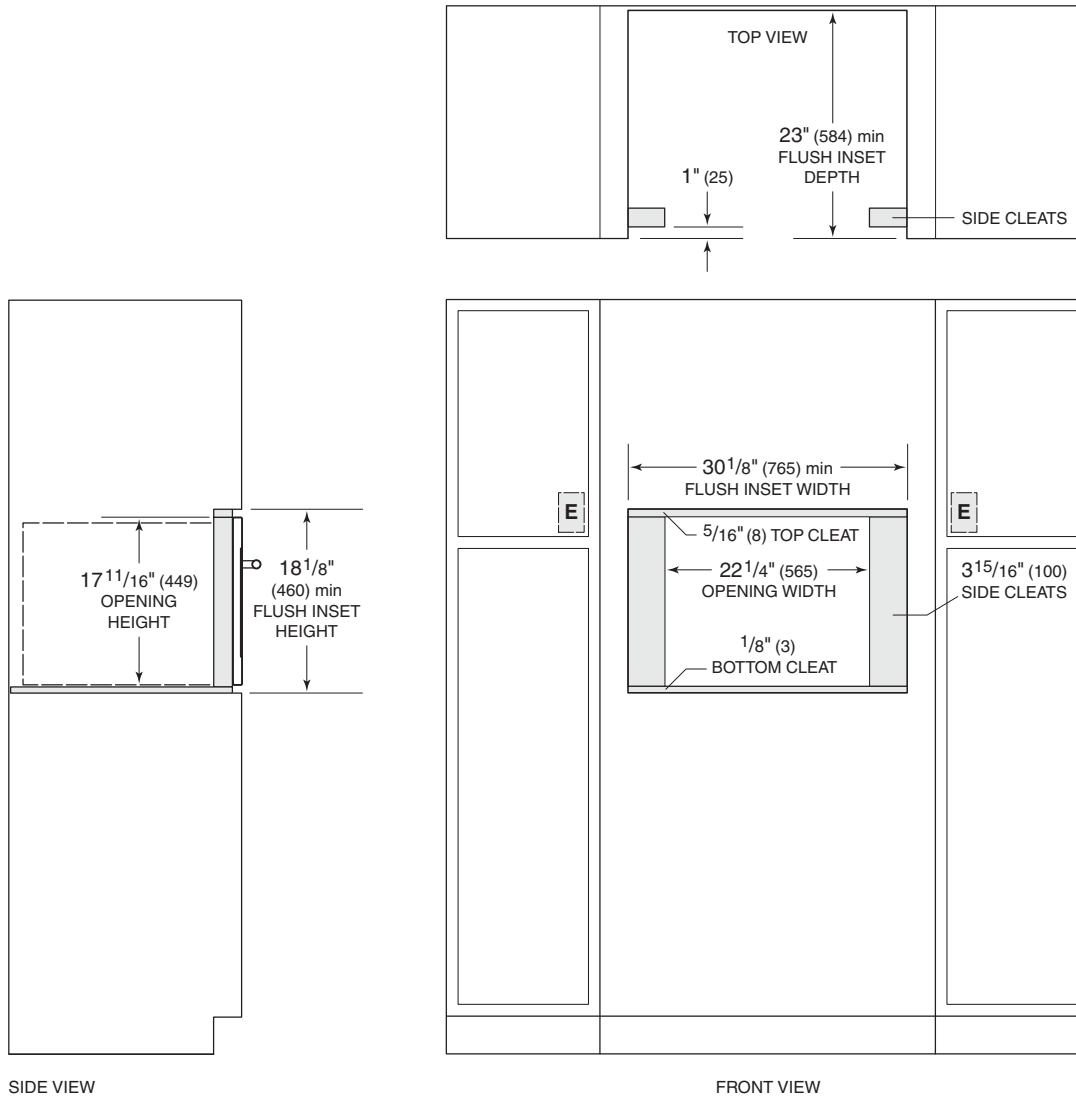 TOP VIEW
23" (584) min
FLUSH INSET
DEPTH
1" (25)
SIDE CLEATS
30 1/8" (765) min
FLUSH INSET WIDTH
E
E
5/16" (8) TOP CLEAT
22 1/4" (565)
OPENING WIDTH
3 15/16" (100)
SIDE CLEATS
1/8" (3)
BOTTOM CLEAT
17 11/16" (449)
OPENING
HEIGHT
18 1/8"
(460) min
FLUSH INSET
HEIGHT
SIDE VIEW
FRONT VIEW